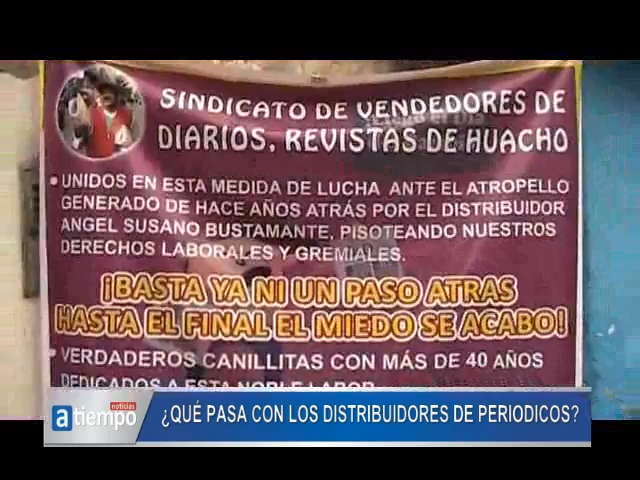 SINDICATO DE VENDEDORES DE
DIARIOS, REVISTAS DE HUACHO
• UNIDOS EN ESTA MEDIDA DE LUCHA ANTE EL ATROPELLO
GENERADO DE HACE AÑOS ATRÁS POR EL DISTRIBUIDOR
ANGEL SUSANO BUSTAMANTE, PISOTEANDO NUESTROS
DERECHOS LABORALES Y GREMIALES.
¡BASTA YA NI UN PASO ATRAS
HASTA EL FINAL EL MIEDO SE ACABO!
• VERDADEROS CANILLITAS CON MÁS DE 40 AÑOS
DEDICADOS A ESTA NOBLE LABOR
a tiempo noticias
¿QUÉ PASA CON LOS DISTRIBUIDORES DE PERIODICOS?